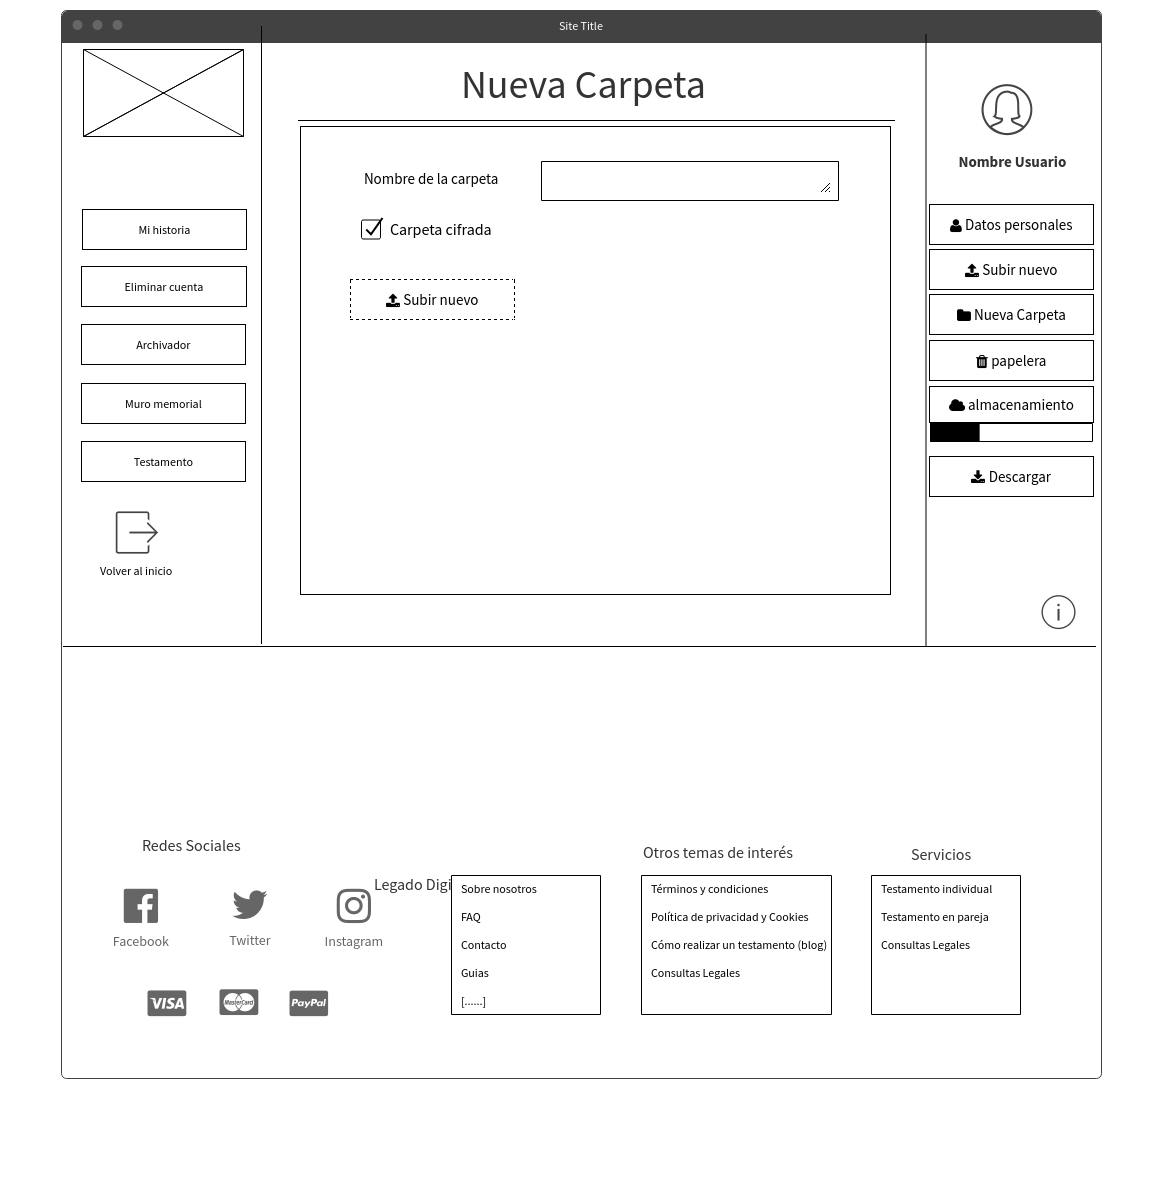 Site Title
Nueva Carpeta
Nombre de la carpeta
Carpeta cifrada
Subir nuevo
Mi historia
Eliminar cuenta
Archivador
Muro memorial
Testamento
Volver al inicio
Nombre Usuario
Datos personales
Subir nuevo
Nueva Carpeta
papelera
almacenamiento
Descargar
i
Redes Sociales
Facebook
Twitter
Instagram
VISA
MasterCard
PayPal
Legado Digi
Sobre nosotros
FAQ
Contacto
Guias
[......]
Otros temas de interés
Términos y condiciones
Política de privacidad y Cookies
Cómo realizar un testamento (blog)
Consultas Legales
Servicios
Testamento individual
Testamento en pareja
Consultas Legales